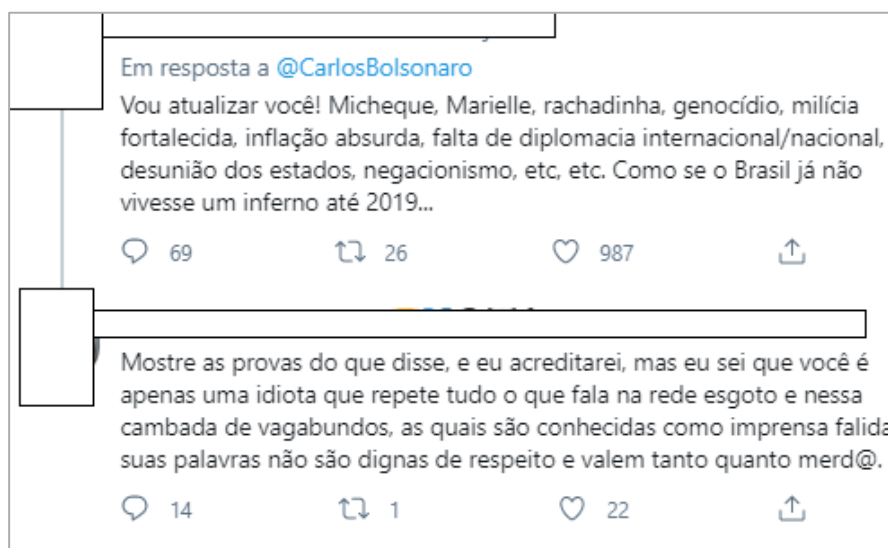 Em resposta a @CarlosBolsonaro
Vou atualizar você! Micheque, Marielle, rachadinha, genocídio, milícia
fortalecida, inflação absurda, falta de diplomacia internacional/nacional,
desunião dos estados, negacionismo, etc, etc. Como se o Brasil já não
vivesse um inferno até 2019...
69 26 987
Mostre as provas do que disse, e eu acreditarei, mas eu sei que você é
apenas uma idiota que repete tudo o que fala na rede esgoto e nessa
cambada de vagabundos, as quais são conhecidas como imprensa falida
suas palavras não são dignas de respeito e valem tanto quanto merd@.
14 1 22